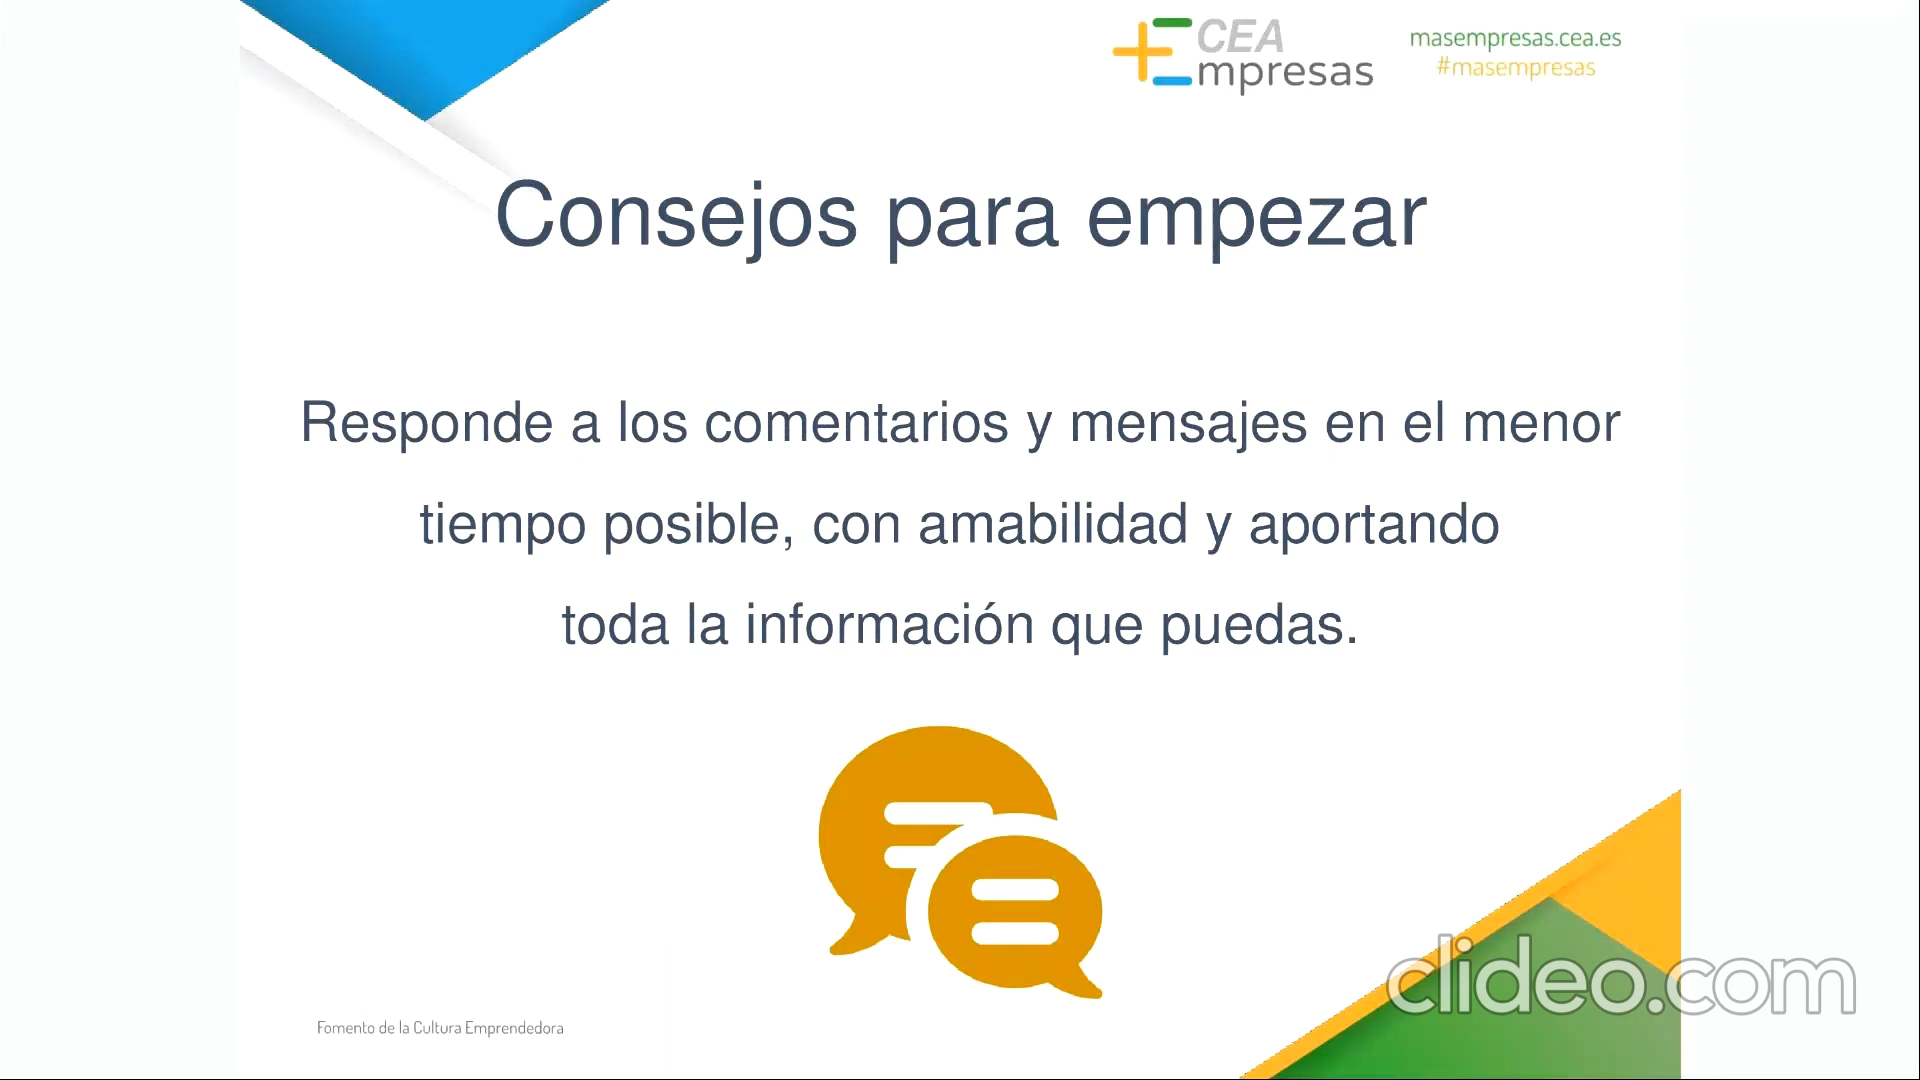 CEA
Empresas
masempresas.cea.es
#masempresas
Consejos para empezar
Responde a los comentarios y mensajes en el menor
tiempo posible, con amabilidad y aportando
toda la información que puedas.
clideo.com
Fomento de la Cultura Emprendedora